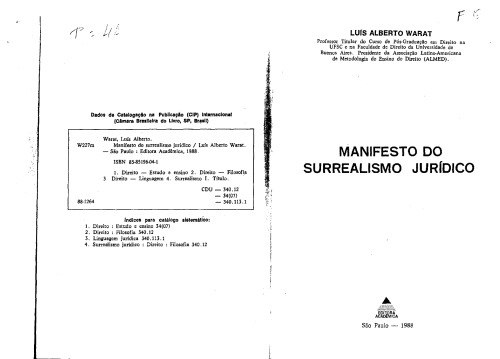 Dados de Catalogação na Publicação (CIP) Internacional
(Câmara Brasileira do Livro, SP, Brasil)
Warat, Luís Alberto.
W227m Manifesto do surrealismo jurídico / Luís Alberto Warat.
— São Paulo : Editora Acadêmica, 1988
ISBN 85-85198-04-1
1. Direito — Estudo e ensino 2. Direito — Filosofia
3. Direito — Linguagem 4. Surrealismo I. Título.
CDU — 340.12
— 34(07)
88-1264 — 340.113.1
Índices para catálogo sistemático:
1. Direito : Estudo e ensino 34(07)
2. Direito : Filosofia 340.12
3. Linguagem jurídica 340.113.1
4. Surrealismo jurídico : Direito : Filosofia 340.12
LUÍS ALBERTO WARAT
Professor Titular do Curso de Pós-Graduação em Direito na
UFSC e na Faculdade de Direito da Universidade de
Buenos Aires. Presidente da Associação Latino-Americana
de Metodologia do Ensino do Direito (ALMED).
MANIFESTO DO
SURREALISMO JURÍDICO
EDITORA
ACADÊMICA
São Paulo — 1988